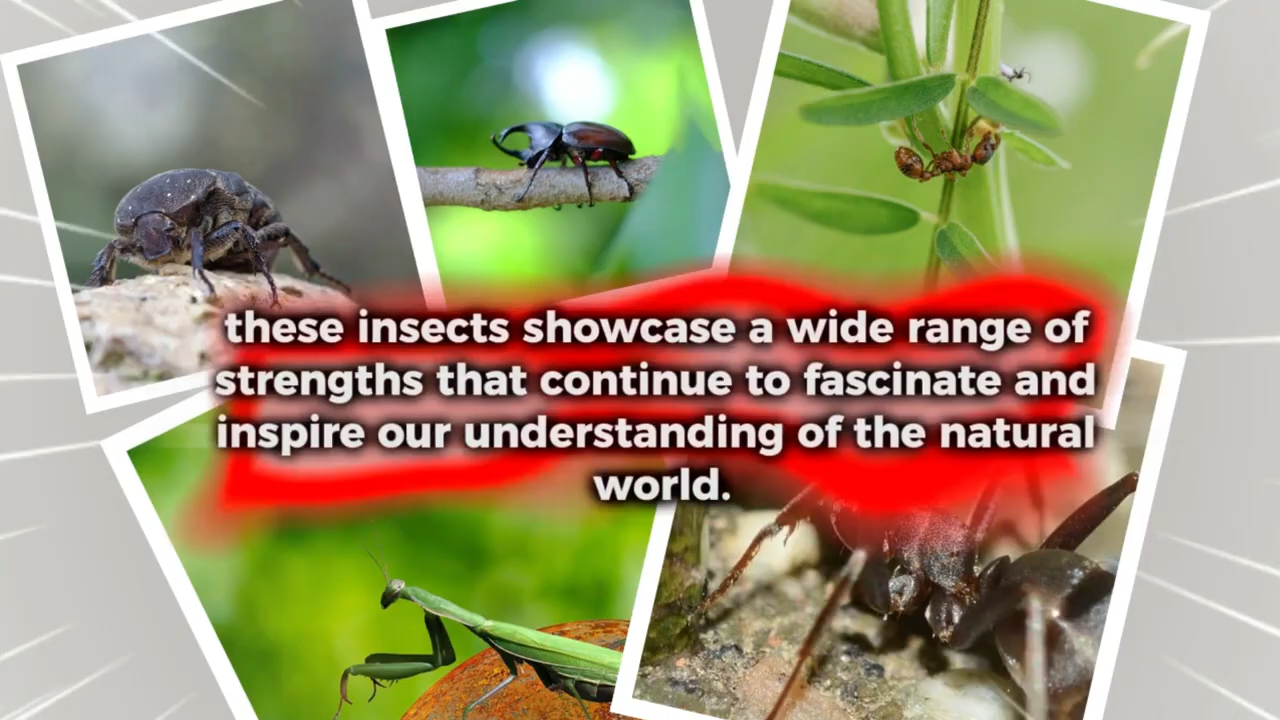 these insects showcase a wide range of
strengths that continue to fascinate and
inspire our understanding of the natural
world.